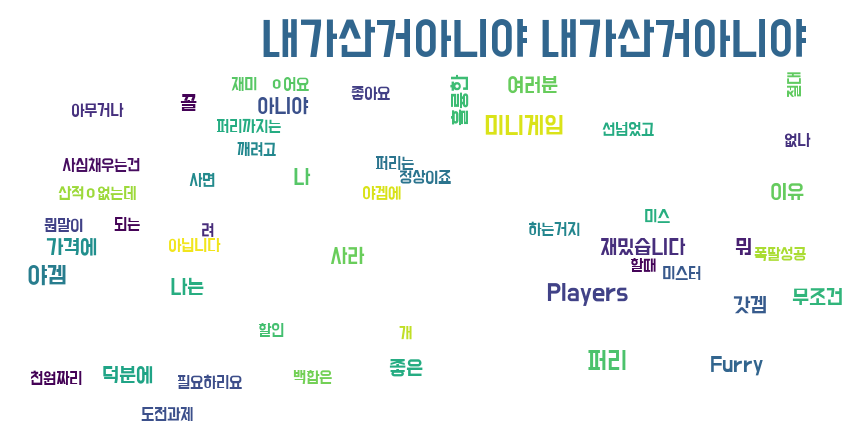 내가산거아니야 내가산거아니야
재미 ㅇ어요 훌륭한 여러분 절대
아무거나 꼴 아니야 좋아요
퍼리까지는 미니게임 선넘었고
깨려고 없나
사심채우는건 사면 나 퍼리는
정상이죠
산적ㅇ없는데 야겜에 이유
뭔말이 되는 려 하는거지 미스
가격에 아닙니다 사라 재밌습니다 뭐 폭딸성공
야겜 나는 할때 미스터
Players 갓겜 무조건
할인 개
천원짜리 덕분에 필요하리요 백합은 좋은 퍼리 Furry
도전과제